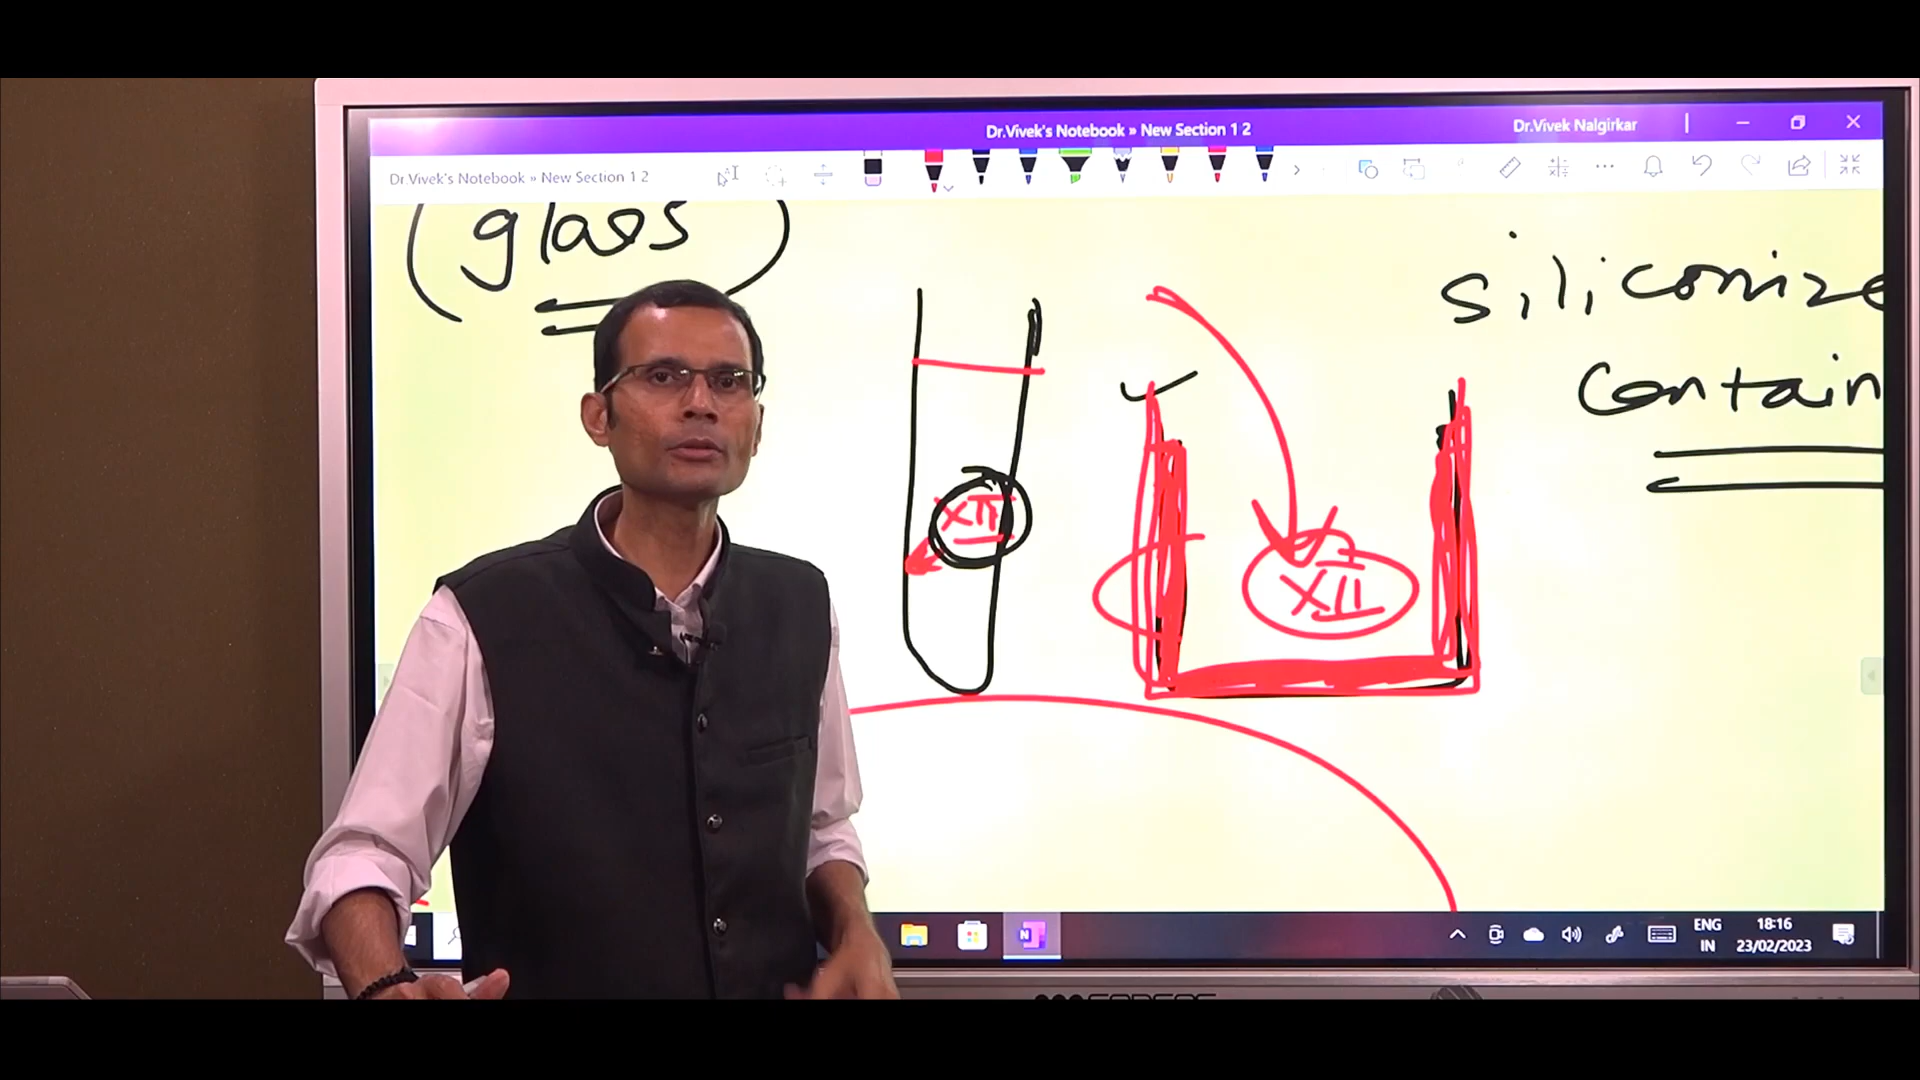 Dr.Vivek's Notebook » New Section 1 2
Dr.Vivek Nalgirkar
Dr.Vivek's Notebook » New Section 1 2
(glass)
siliconize
contain
XII
XII
N
ENG
IN
18:16
23/02/2023